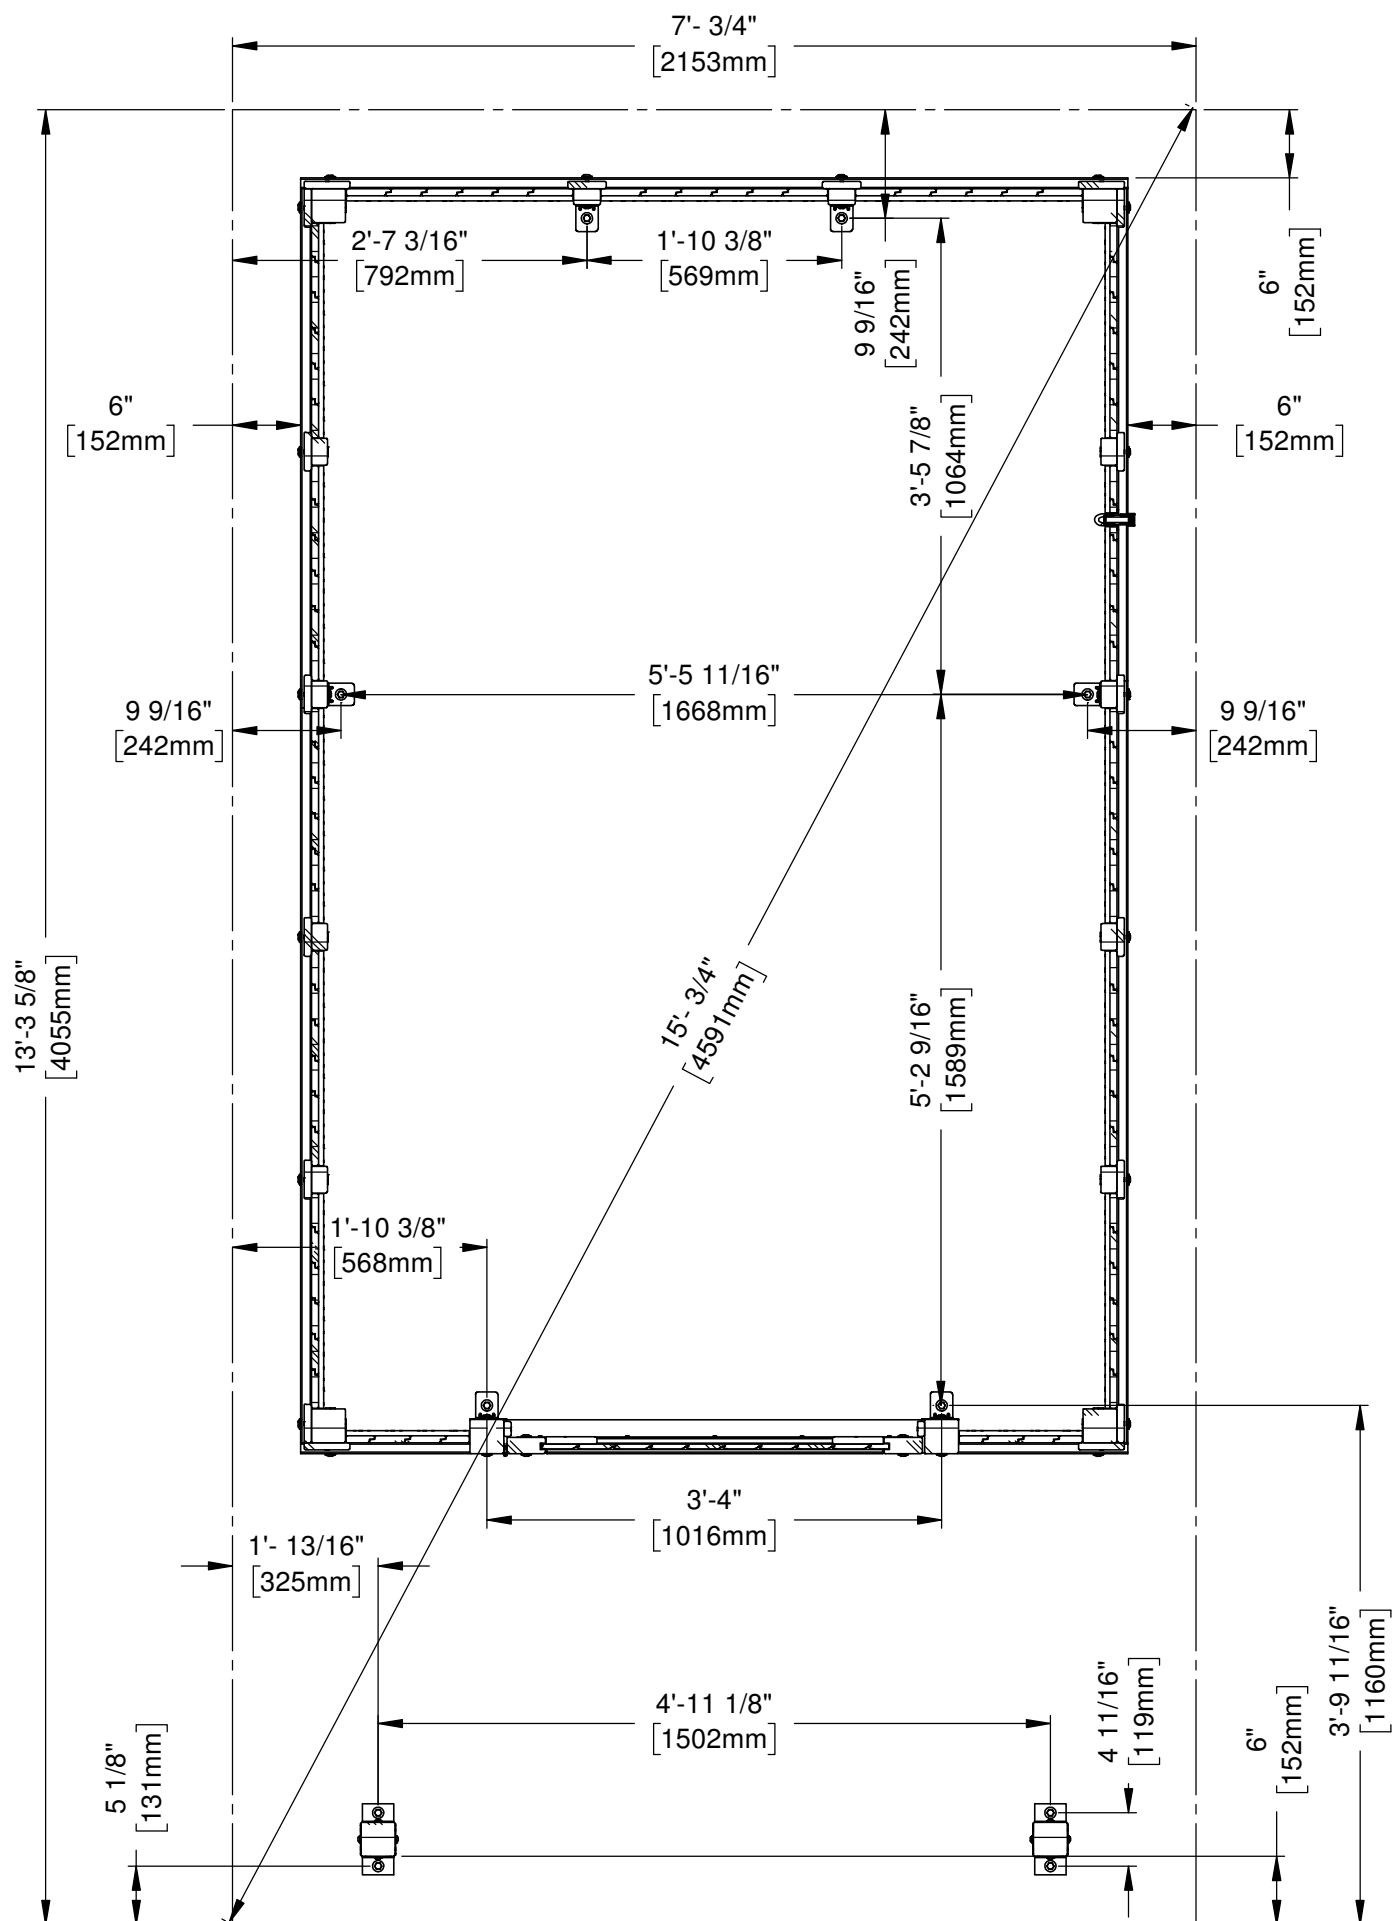 7'- 3/4"
[2153mm]
2'-7 3/16"
[792mm]
1'-10 3/8"
[569mm]
9 9/16"
[242mm]
6"
[152mm]
6"
[152mm]
6"
[152mm]
3'-5 7/8"
[1064mm]
5'-5 11/16"
[1668mm]
9 9/16"
[242mm]
9 9/16"
[242mm]
13'-3 5/8"
[4055mm]
15'- 3/4"
[4591mm]
5'-2 9/16"
[1589mm]
1'-10 3/8"
[568mm]
3'-4"
[1016mm]
1'- 13/16"
[325mm]
4'-11 1/8"
[1502mm]
4 11/16"
[119mm]
6"
[152mm]
3'-9 11/16"
[1160mm]
5 1/8"
[131mm]